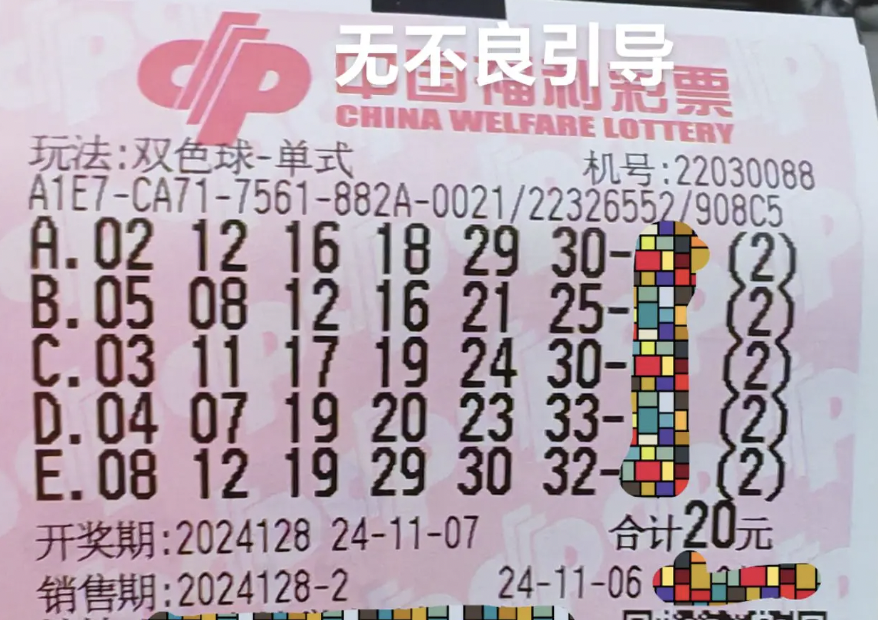 无不良引导
中国福利彩票
CHINA WELFARE LOTTERY
玩法:双色球-单式 机号:22030088
A1E7-CA71-7561-882A-0021/22326552/908C5
A.02 12 16 18 29 30- (2)
B.05 08 12 16 21 25- (2)
C.03 11 17 19 24 30- (2)
D.04 07 19 20 23 33- (2)
E.08 12 19 29 30 32- (2)
开奖期:2024128 24-11-07 合计20元
销售期:2024128-2 24-11-06